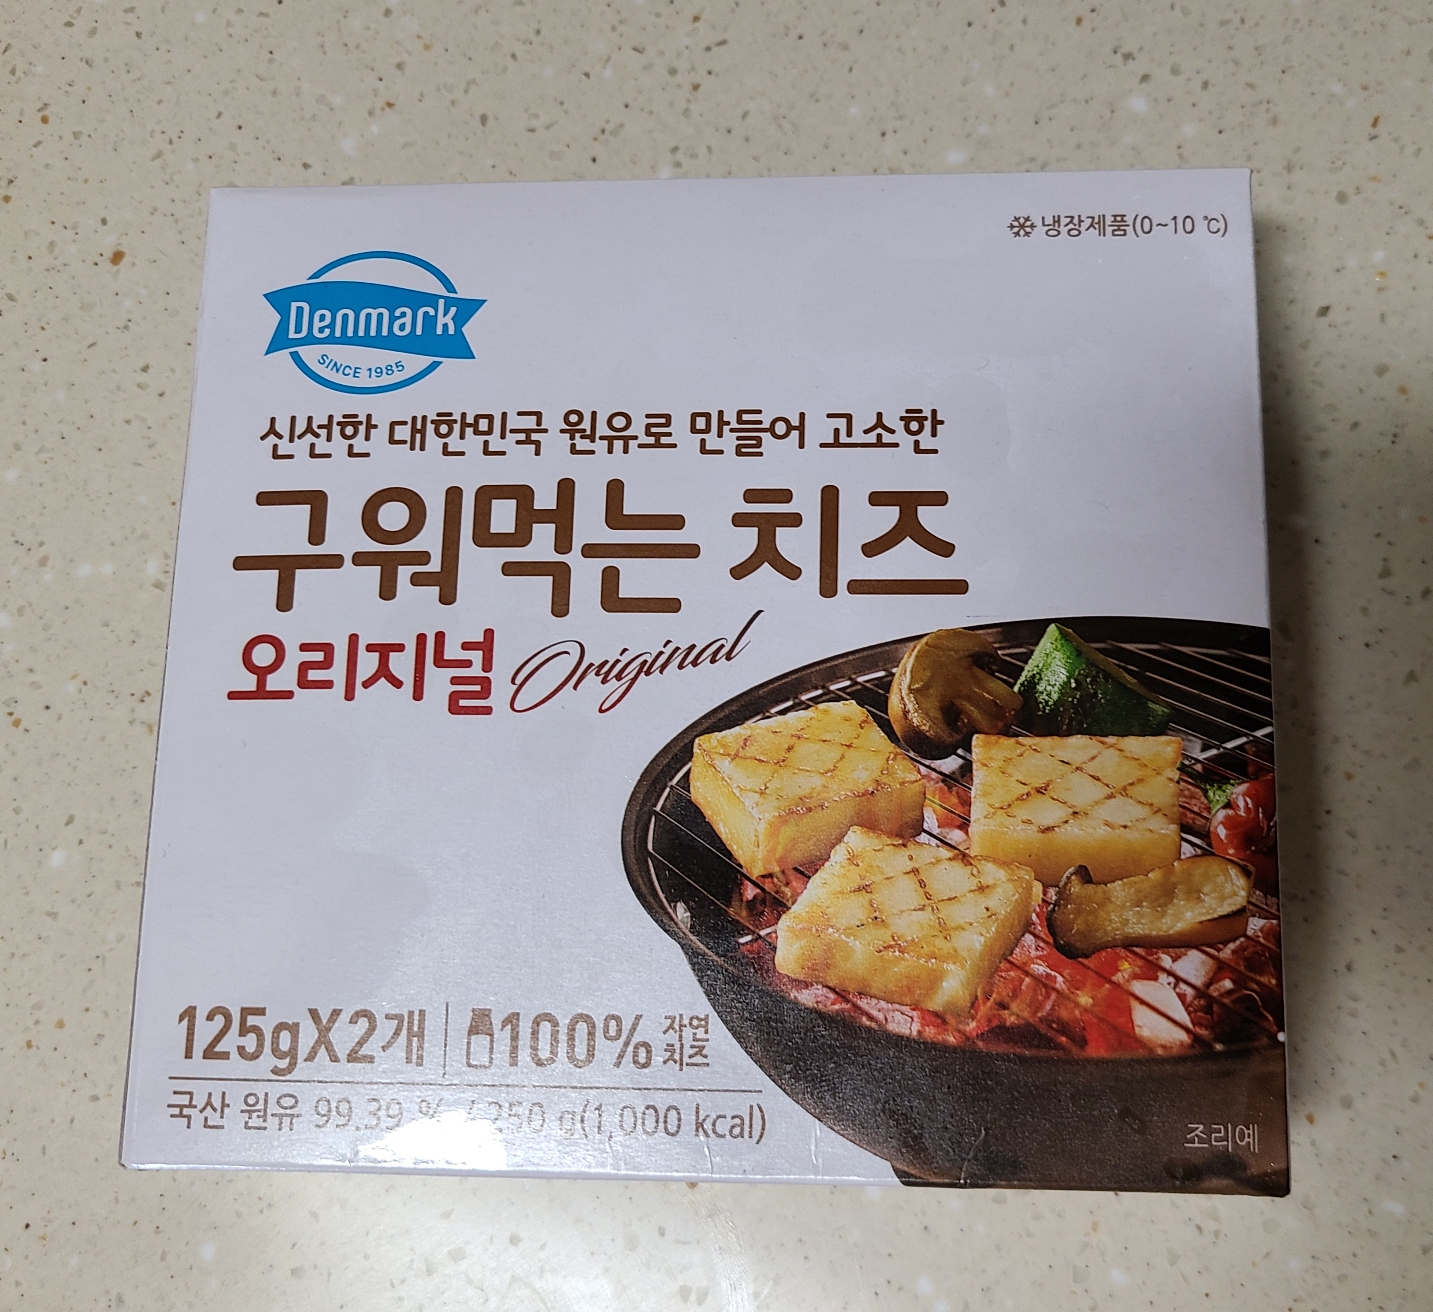 냉장제품(0~10 ℃)
Denmark
SINCE 1985
신선한 대한민국 원유로 만들어 고소한
구워먹는 치즈
오리지널 Original
125gX2개 100% 자연
치즈
국산 원유 99.39 % / 250 g(1,000 kcal)
조리예